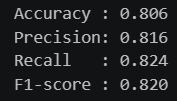 Accuracy : 0.806
Precision: 0.816
Recall   : 0.824
F1-score : 0.820